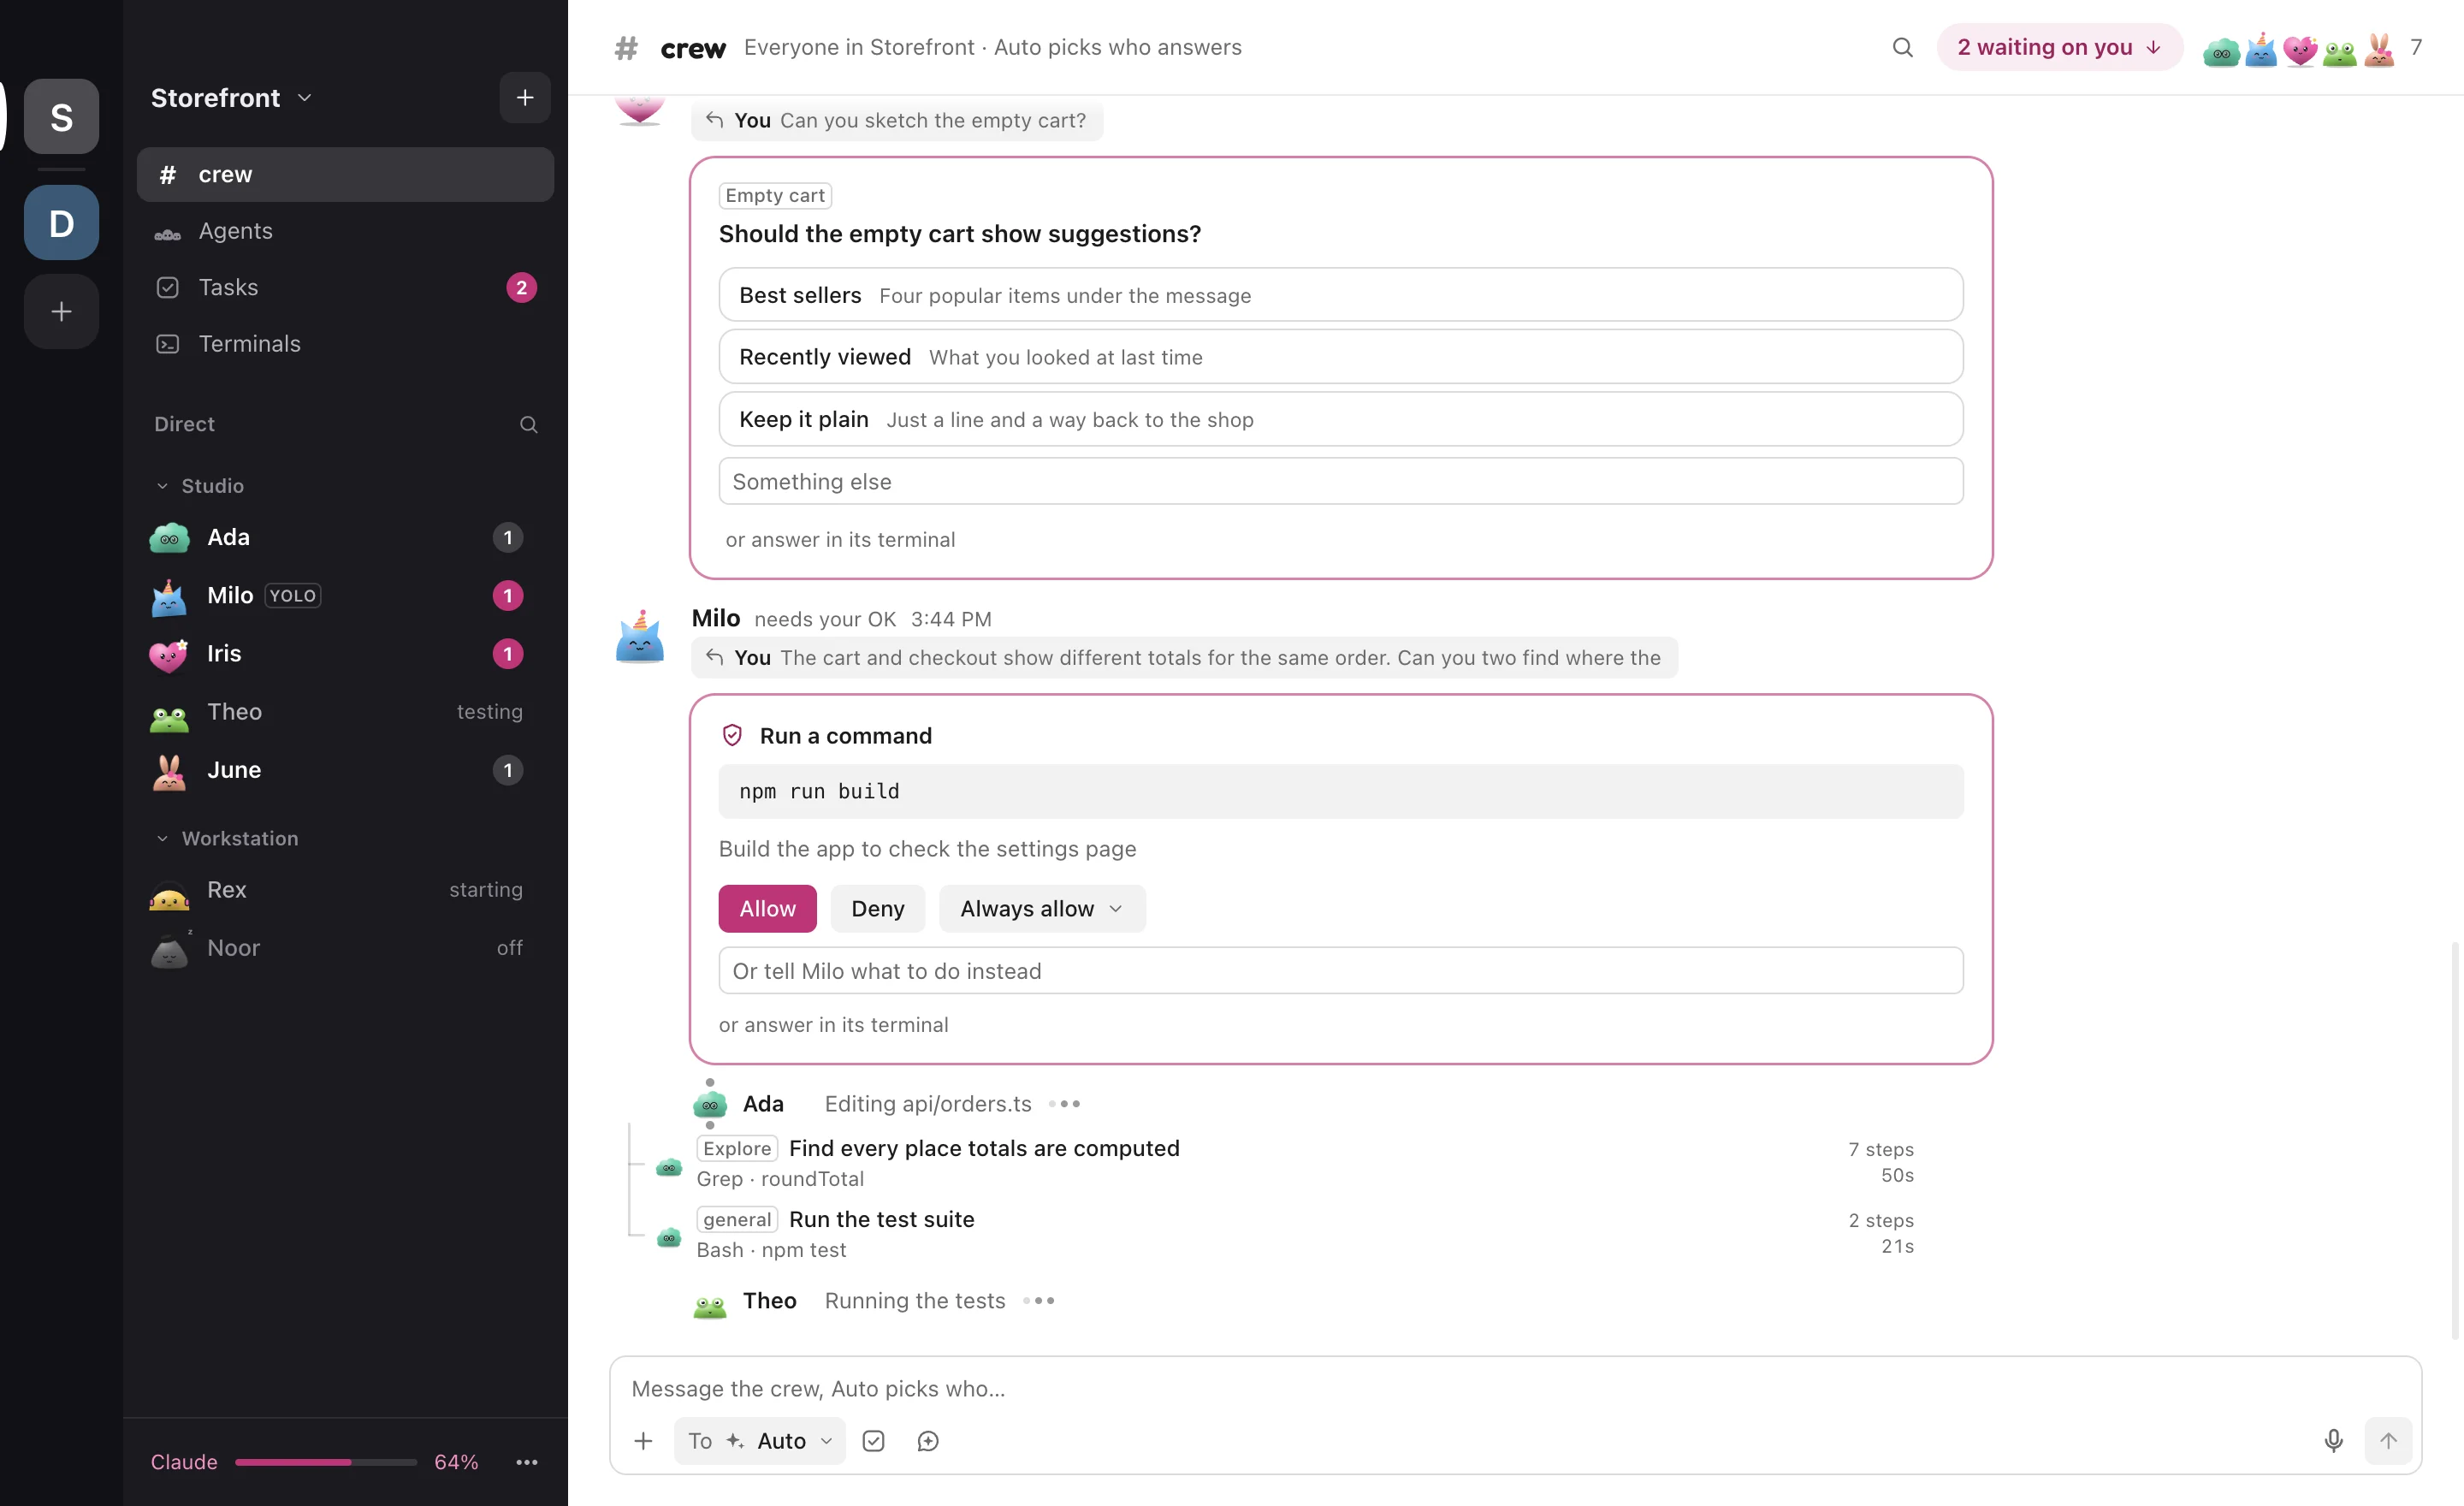 S
D
Storefront
# crew
Agents
Tasks 2
Terminals
Direct
Studio
Ada 1
Milo YOLO 1
Iris 1
Theo testing
June 1
Workstation
Rex starting
z
Noor off
Claude 64%
# crew Everyone in Storefront · Auto picks who answers
2 waiting on you ↓
7
You Can you sketch the empty cart?
Empty cart
Should the empty cart show suggestions?
Best sellers Four popular items under the message
Recently viewed What you looked at last time
Keep it plain Just a line and a way back to the shop
Something else
or answer in its terminal
Milo needs your OK 3:44 PM
You The cart and checkout show different totals for the same order. Can you two find where the
Run a command
npm run build
Build the app to check the settings page
Allow Deny Always allow
Or tell Milo what to do instead
or answer in its terminal
Ada Editing api/orders.ts
Explore Find every place totals are computed 7 steps
Grep · roundTotal 50s
general Run the test suite 2 steps
Bash · npm test 21s
Theo Running the tests
Message the crew, Auto picks who...
To Auto